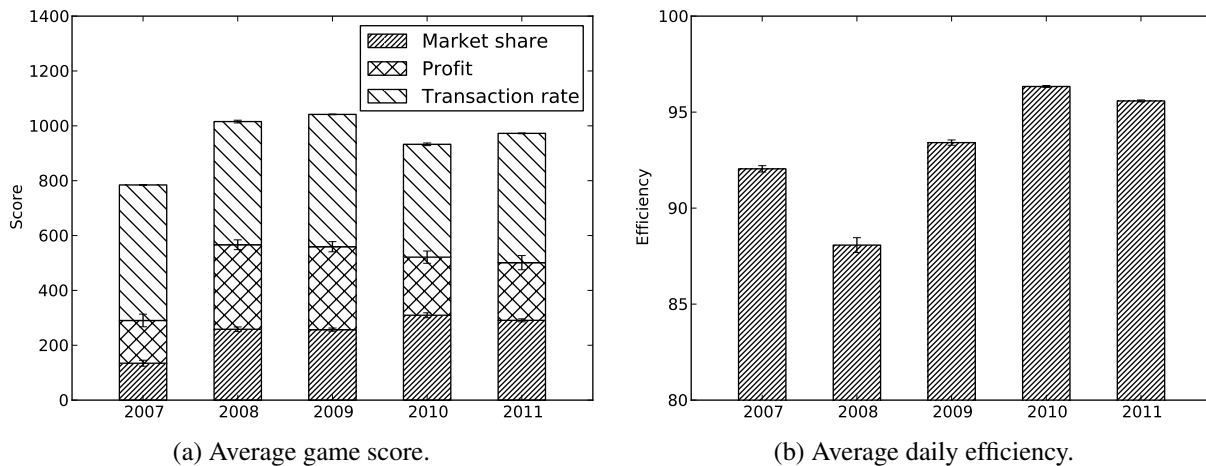 1400
1200
1000
800
600
400
200
0
Score
Market share
Profit
Transaction rate
2007 2008 2009 2010 2011
(a) Average game score.
100
95
90
85
80
Efficiency
2007 2008 2009 2010 2011
(b) Average daily efficiency.